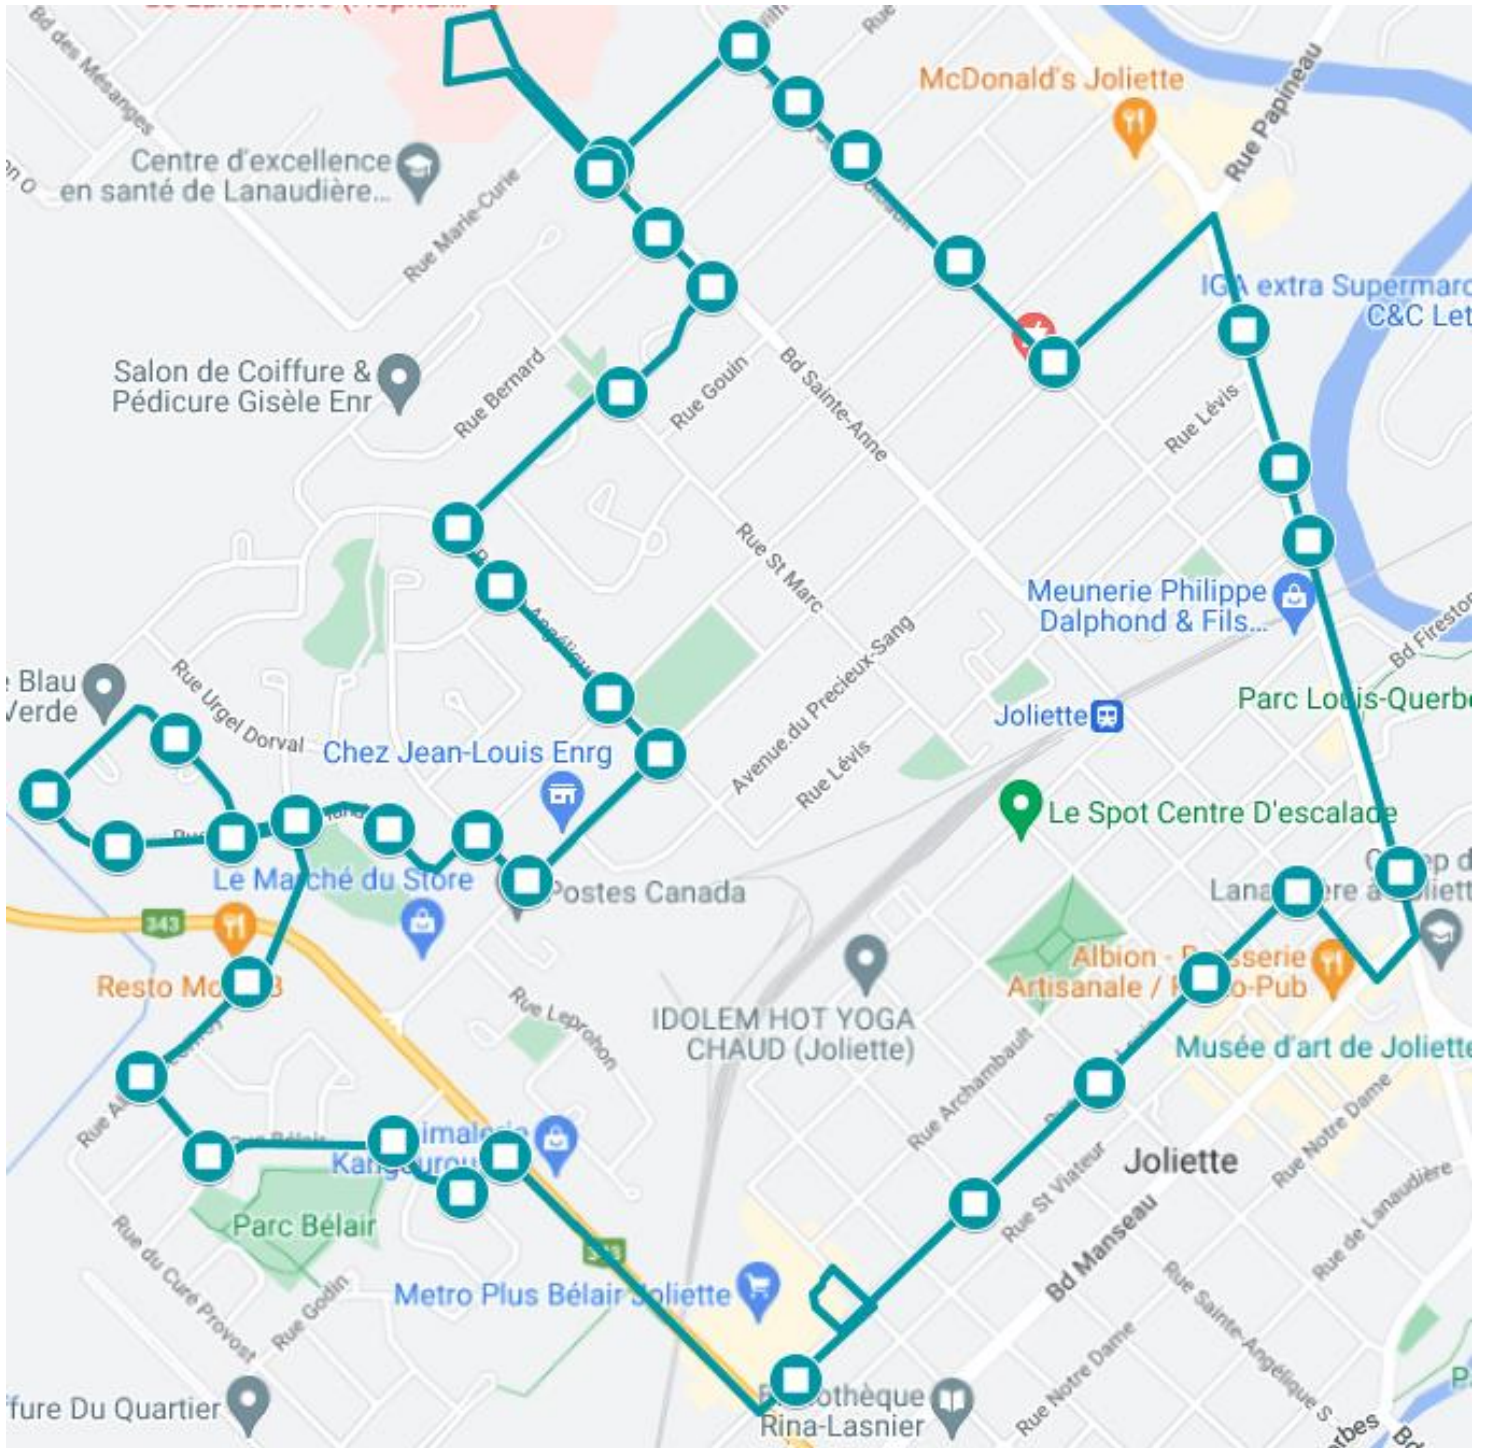 Bd des Mésanges
Rue
McDonald's Joliette
Rue Papineau
Centre d'excellence
en santé de Lanaudière...
Rue Marie-Curie
IGA extra Supermarc
C&C Let
Salon de Coiffure &
Pédicure Gisèle Enr
Rue Bernard
Rue Gouin
Bd Sainte-Anne
Rue Lévis
Rue St Marc
Meunerie Philippe
Dalphond & Fils...
Bd Firestor
Avenue du Precieux-Sang
Blau
Verde
Rue Urgel Dorval
Joliette
Parc Louis-Querbe
Chez Jean-Louis Enrg
Rue Lévis
Le Spot Centre D'escalade
Le Marché du Store
Postes Canada
343
Resto Mo
Albion - B
Artisanale / R o-Pub
Rue Leprohon
IDOLEM HOT YOGA
CHAUD (Joliette)
Musée d'art de Joliette
Rue Archambault
Rue Notre Dame
Joliette
Rue St Viateur
Parc Bélair
Rue de Lanaudière
Bd Manseau
Rue du Curé Provost
Rue Godin
Metro Plus Bélair Joliette
Rue Sainte-Angélique S
Rue Notre Dame
ffure Du Quartier
Rina-Lasnier